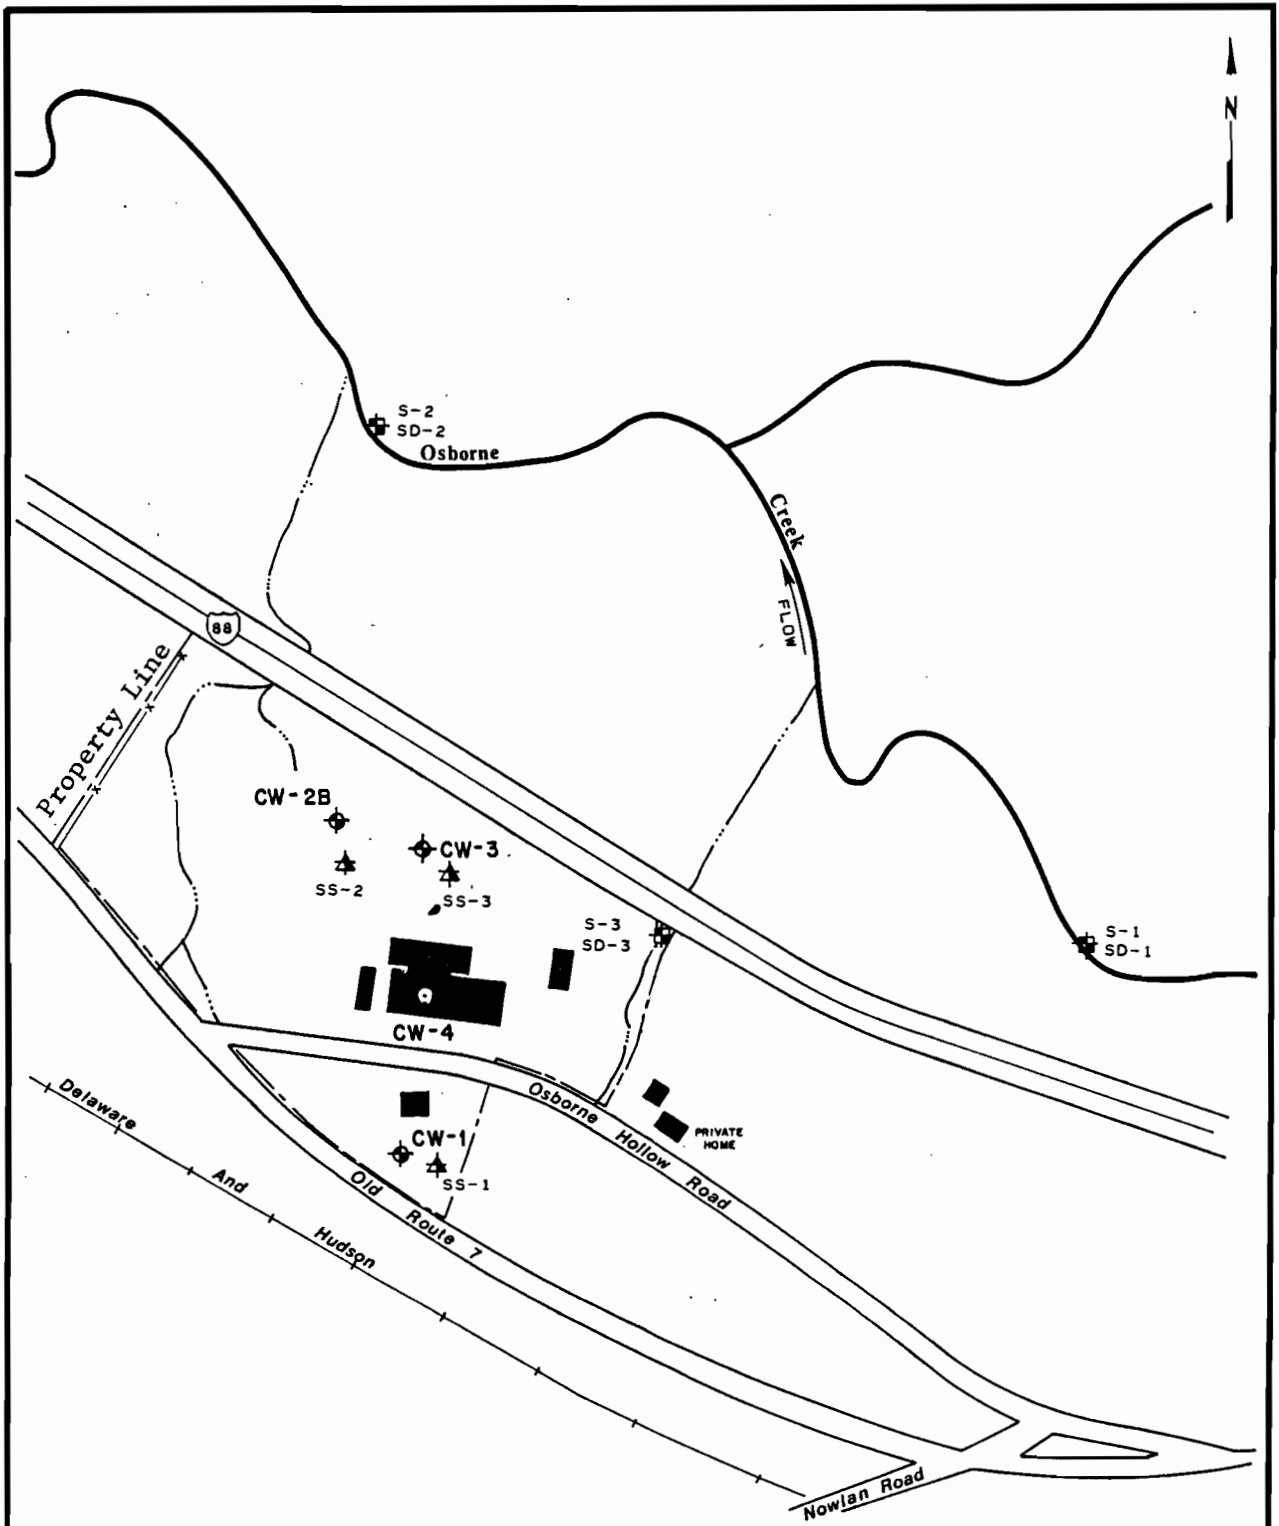 N
S-2
SD-2
Osborne
Creek
FLOW
88
Property Line
CW-2B
CW-3
SS-2
SS-3
S-3
SD-3
S-1
SD-1
CW-4
Osborne Hollow Road
PRIVATE
HOME
CW-1
SS-1
Old Route 7
Delaware And Hudson
Nowlan Road